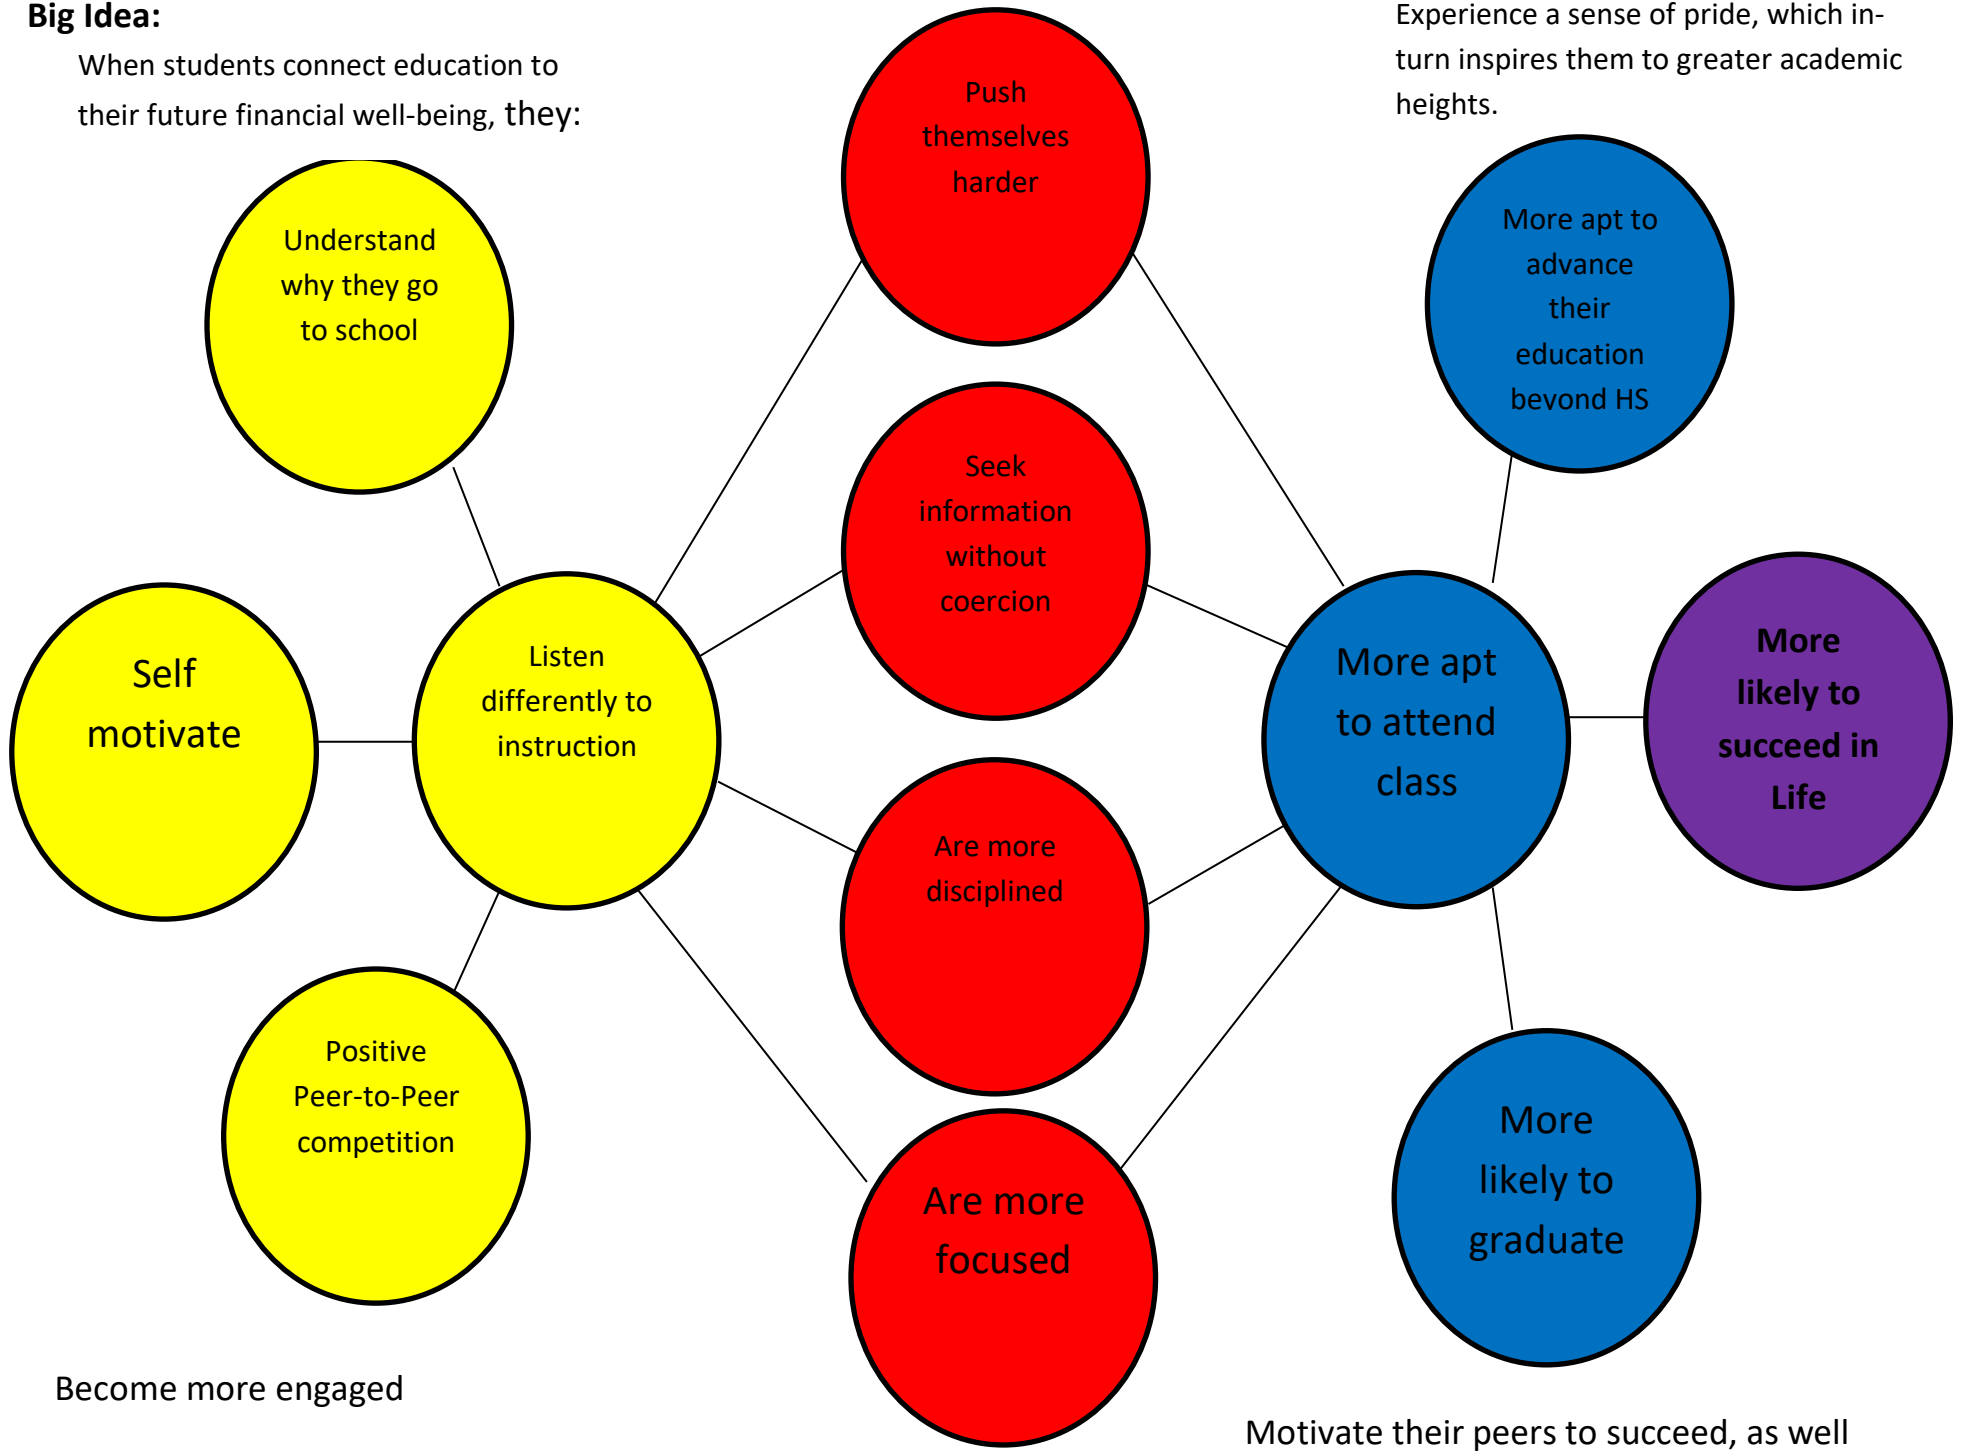 Big Idea:
When students connect education to
their future financial well-being, they:
Experience a sense of pride, which in-
turn inspires them to greater academic
heights.
Push
themselves
harder
Understand
why they go
to school
More apt to
advance
their
education
beyond HS
Seek
information
without
coercion
Self
motivate
Listen
differently to
instruction
More apt
to attend
class
More
likely to
succeed in
Life
Are more
disciplined
Positive
Peer-to-Peer
competition
Are more
focused
More
likely to
graduate
Become more engaged
Motivate their peers to succeed, as well